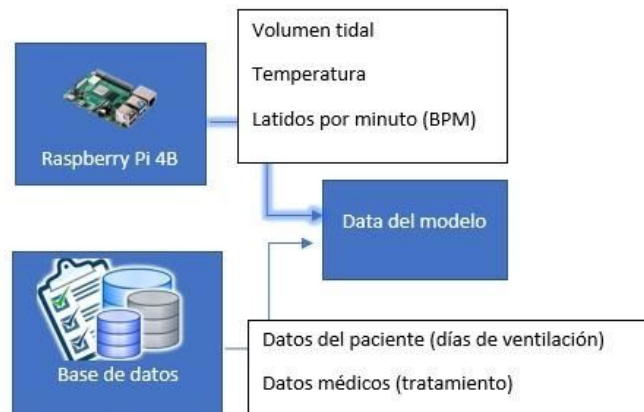 Volumen tidal
Temperatura
Latidos por minuto (BPM)
Raspberry Pi 4B
Data del modelo
Datos del paciente (días de ventilación)
Datos médicos (tratamiento)
Base de datos